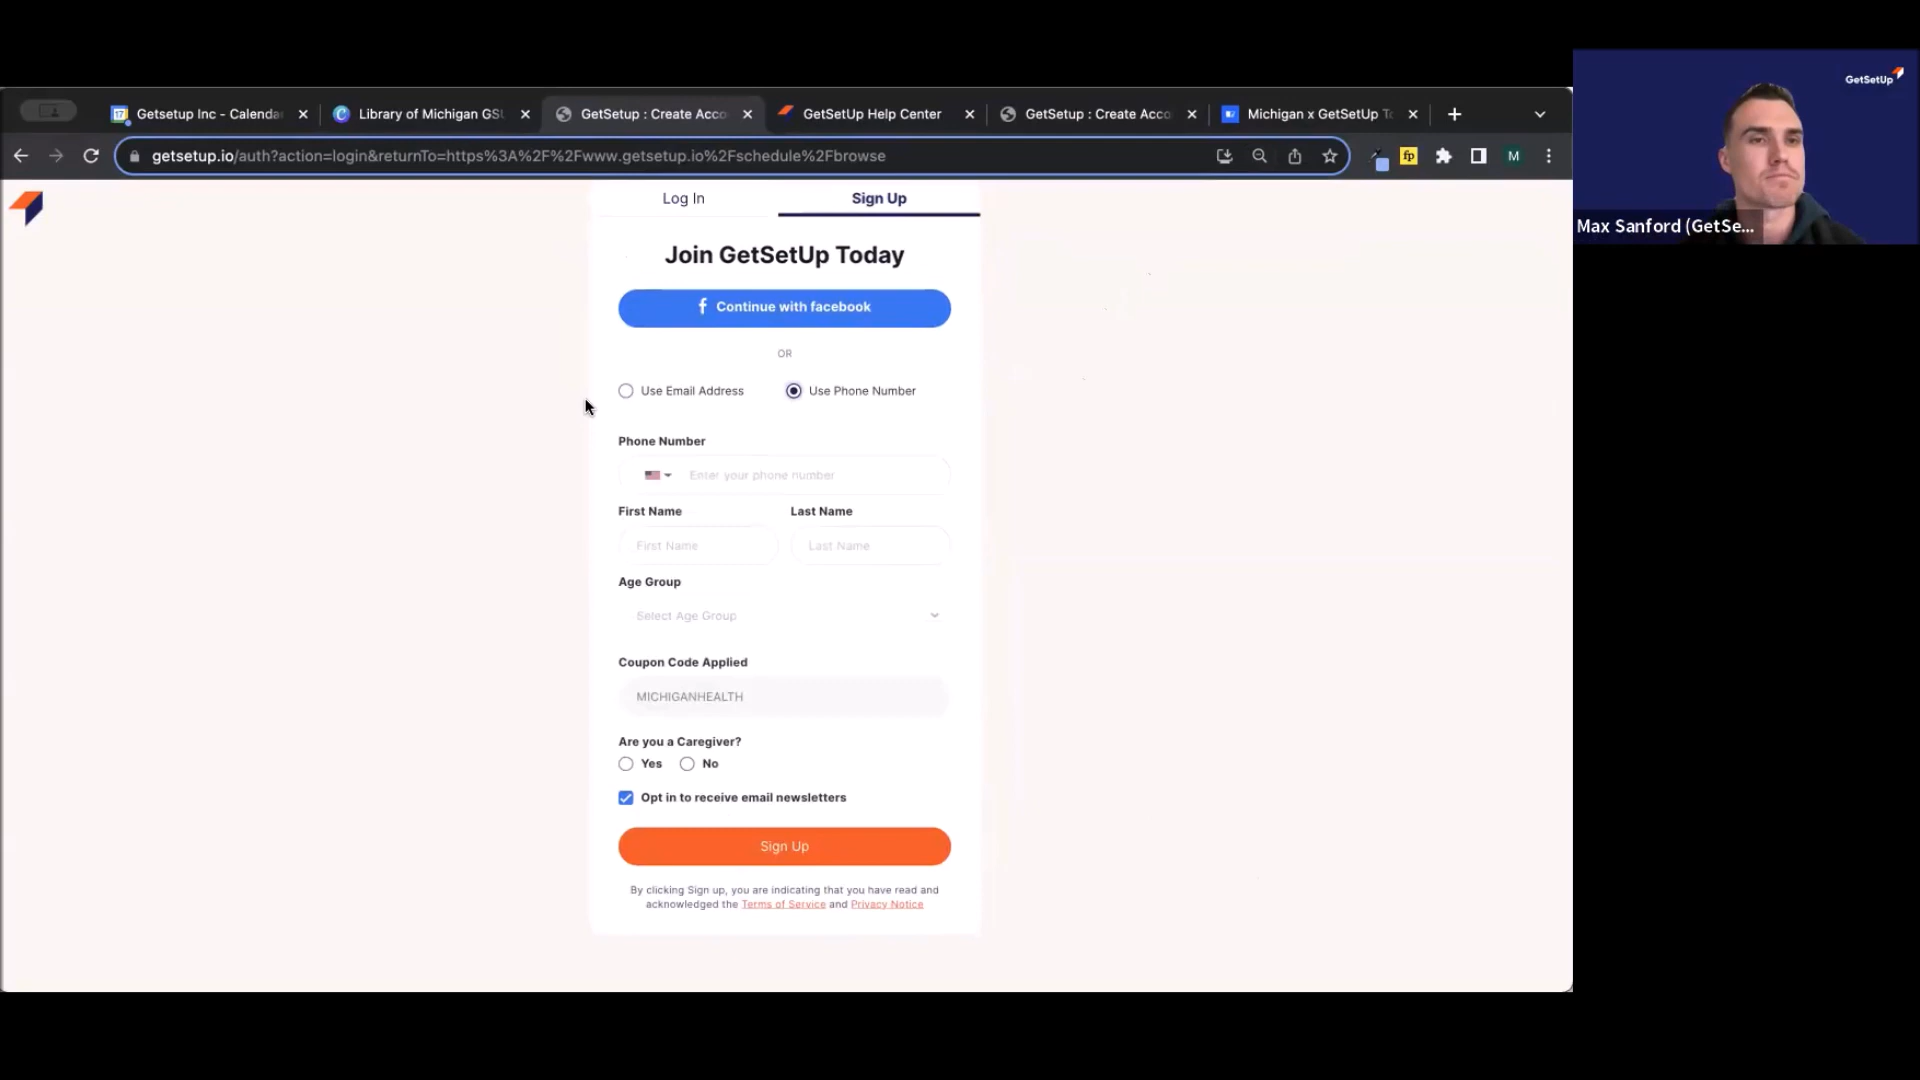 Getsetup Inc - Calenda
Library of Michigan GSU
GetSetup : Create Acco
GetSetUp Help Center
GetSetup : Create Acco
Michigan x GetSetUp To
getsetup.io/auth?action=login&returnTo=https%3A%2F%2Fwww.getsetup.io%2Fschedule%2Fbrowse
fp
M
GetSetUp
Max Sanford (GetSe...
Log In
Sign Up
Join GetSetUp Today
f Continue with facebook
OR
Use Email Address
Use Phone Number
Phone Number
Enter your phone number
First Name
Last Name
First Name
Last Name
Age Group
Select Age Group
Coupon Code Applied
MICHIGANHEALTH
Are you a Caregiver?
Yes
No
Opt in to receive email newsletters
Sign Up
By clicking Sign up, you are indicating that you have read and
acknowledged the Terms of Service and Privacy Notice